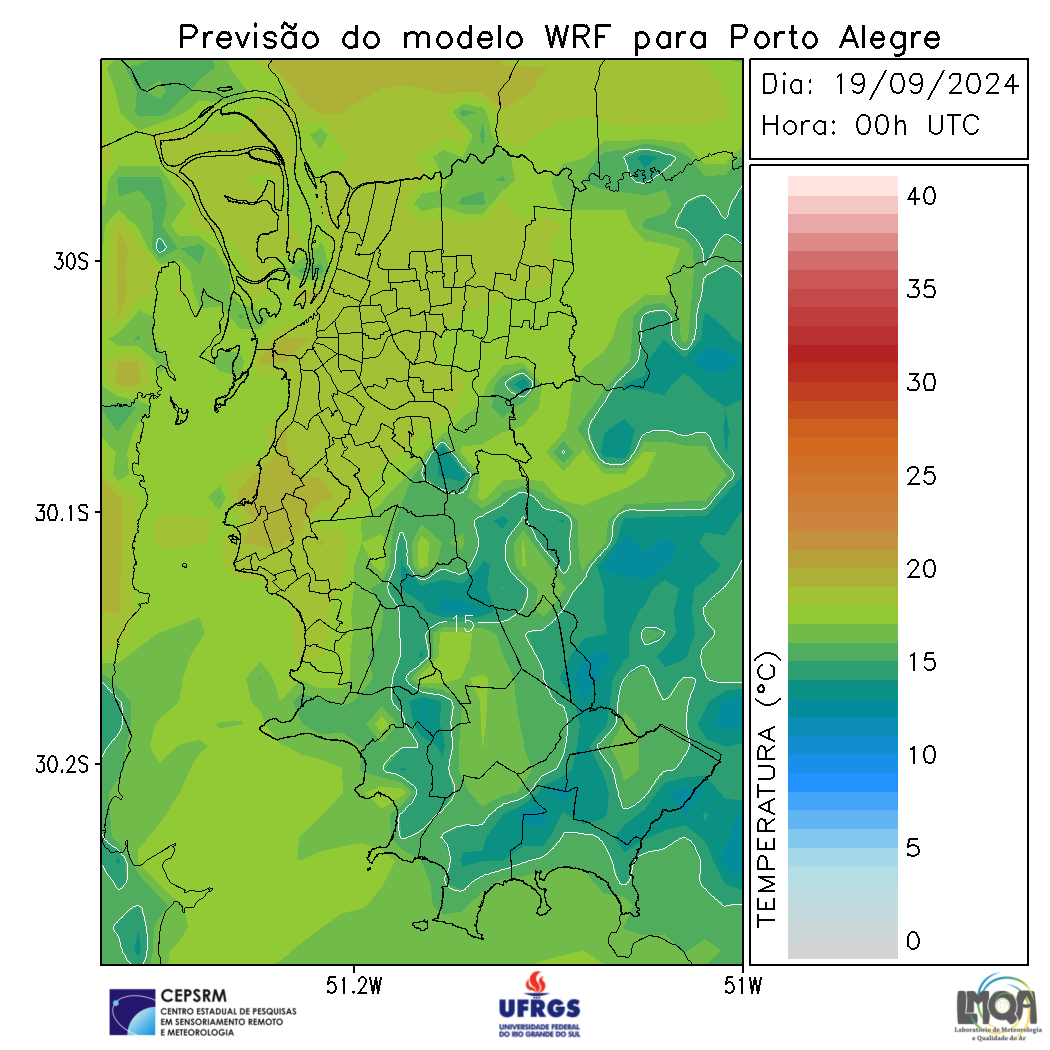 Previsão do modelo WRF para Porto Alegre
Dia: 19/09/2024
Hora: 00h UTC
40
35
30
25
20
15
10
5
0
TEMPERATURA (°C)
30S
30.1S
30.2S
15
51.2W
51W
CEPSRM
CENTRO ESTADUAL DE PESQUISAS
EM SENSORIAMENTO REMOTO
E METEOROLOGIA
UFRGS
UNIVERSIDADE FEDERAL
DO RIO GRANDE DO SUL
LMQA
Laboratório de Meteorologia
e Qualidade do Ar